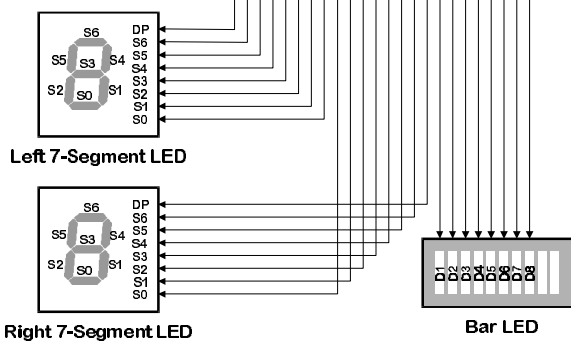 S6
S5 S3 S4
S2 S0 S1
DP
S6
S5
S4
S3
S2
S1
S0
Left 7-Segment LED
S6
S5 S3 S4
S2 S0 S1
DP
S6
S5
S4
S3
S2
S1
S0
Right 7-Segment LED
D1 D2 D3 D4 D5 D6 D7 D8
Bar LED